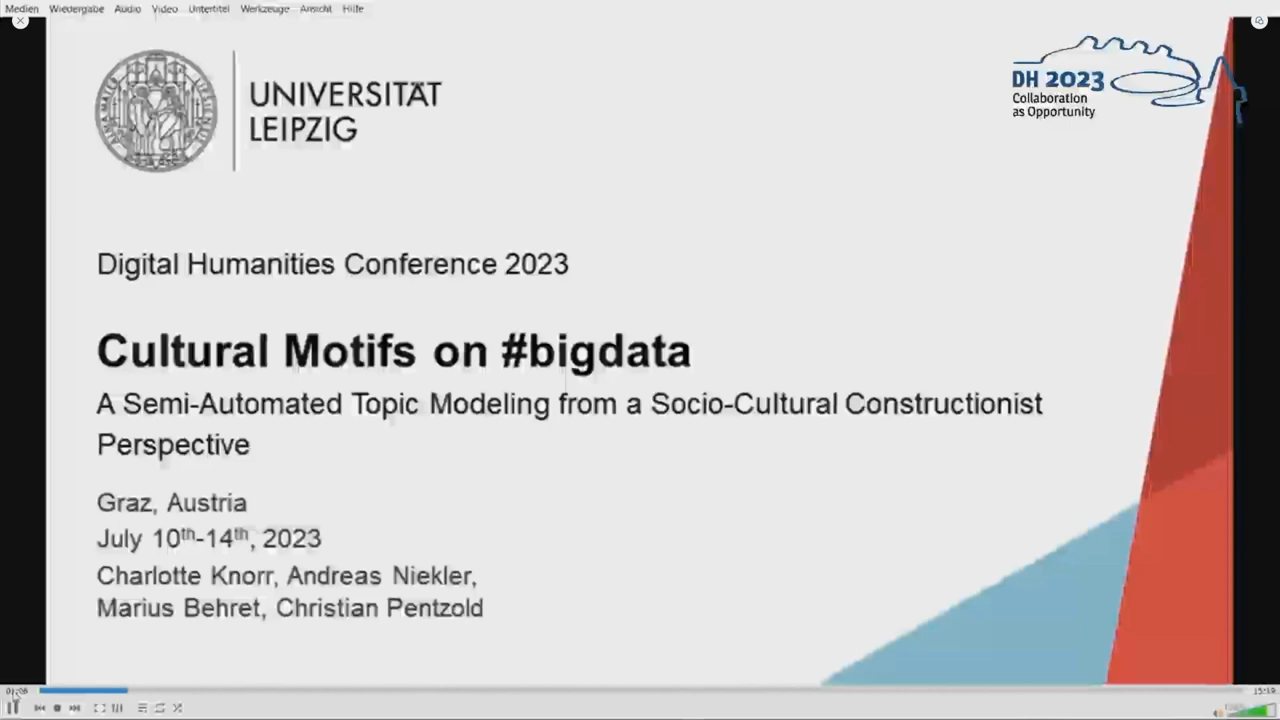 Medien Wiedergabe Audio Video Untertitel Werkzeuge Ansicht Hilfe
UNIVERSITÄT
LEIPZIG
DH 2023
Collaboration
as Opportunity
Digital Humanities Conference 2023
Cultural Motifs on #bigdata
A Semi-Automated Topic Modeling from a Socio-Cultural Constructionist
Perspective
Graz, Austria
July 10th-14th, 2023
Charlotte Knorr, Andreas Niekler,
Marius Behret, Christian Pentzold
15:19